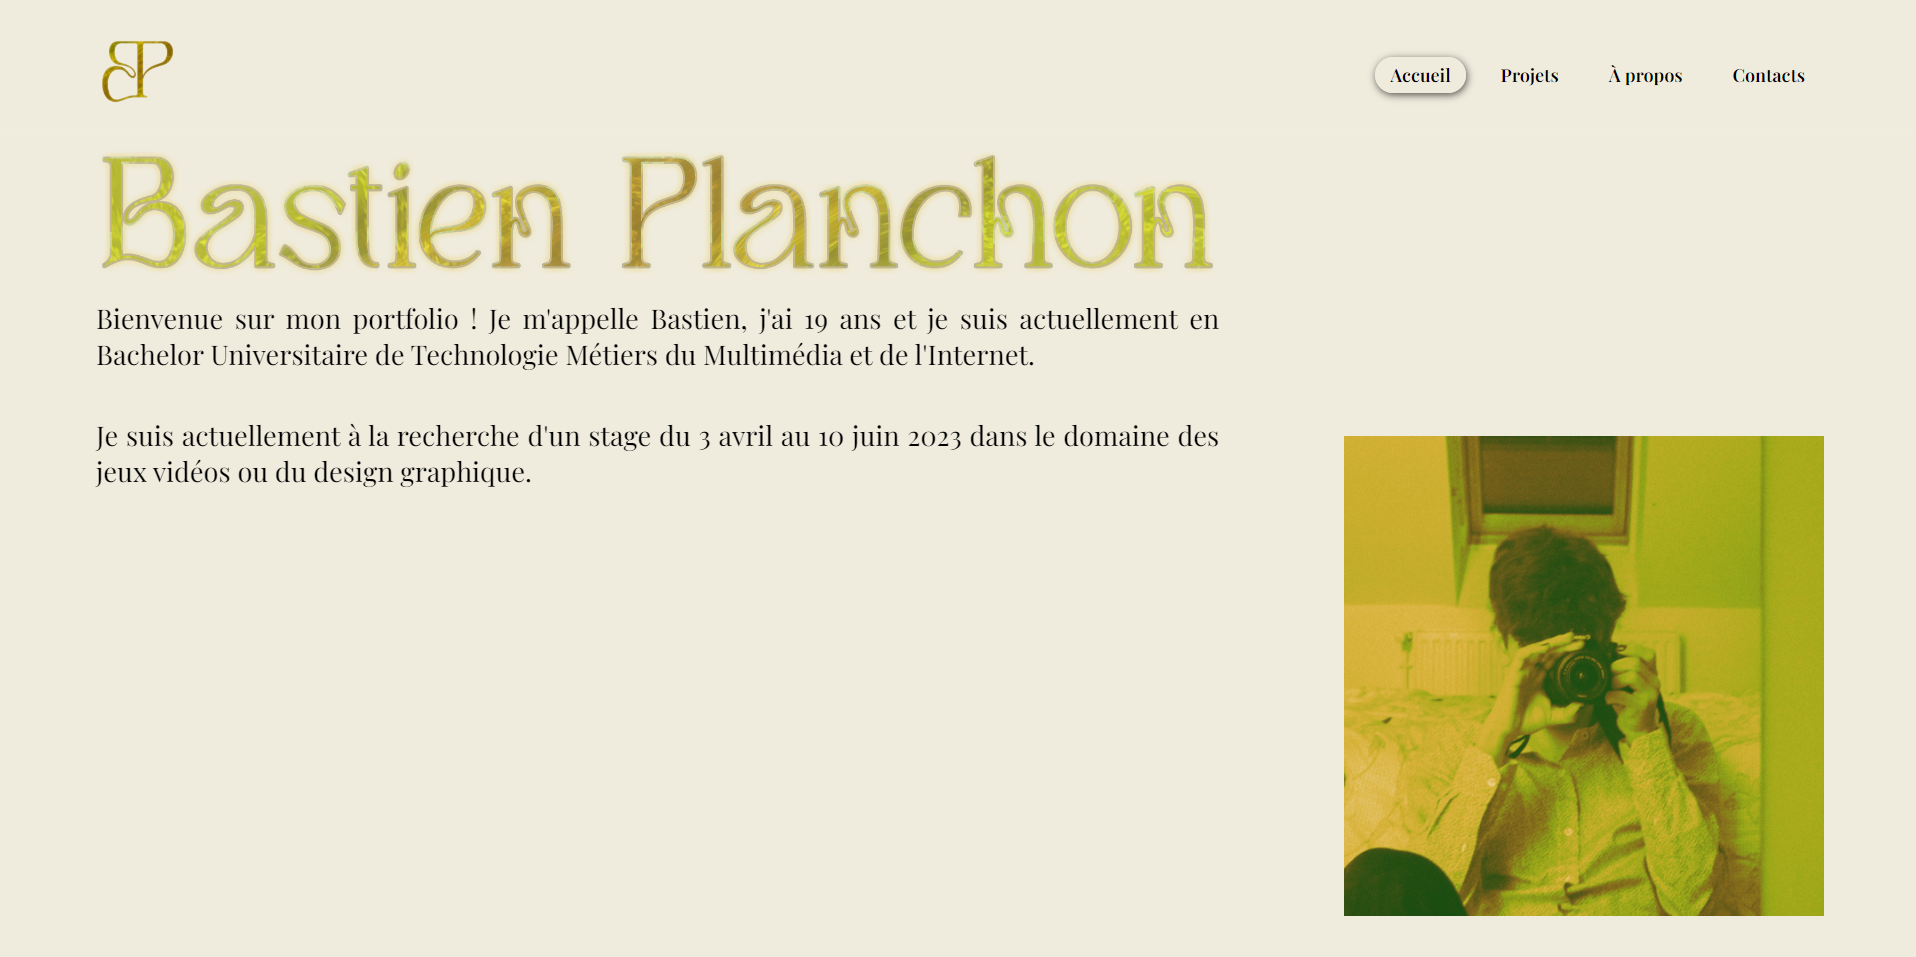 BP
Accueil Projets À propos Contacts
Bastien Planchon
Bienvenue sur mon portfolio ! Je m'appelle Bastien, j'ai 19 ans et je suis actuellement en
Bachelor Universitaire de Technologie Métiers du Multimédia et de l'Internet.
Je suis actuellement à la recherche d'un stage du 3 avril au 10 juin 2023 dans le domaine des
jeux vidéos ou du design graphique.